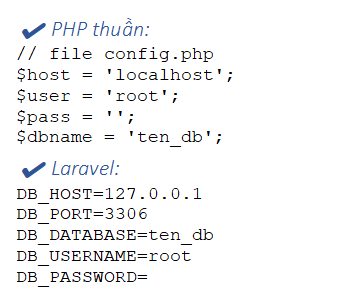 ✔ PHP thuần:
// file config.php
$host = 'localhost';
$user = 'root';
$pass = '';
$dbname = 'ten_db';
✔ Laravel:
DB_HOST=127.0.0.1
DB_PORT=3306
DB_DATABASE=ten_db
DB_USERNAME=root
DB_PASSWORD=